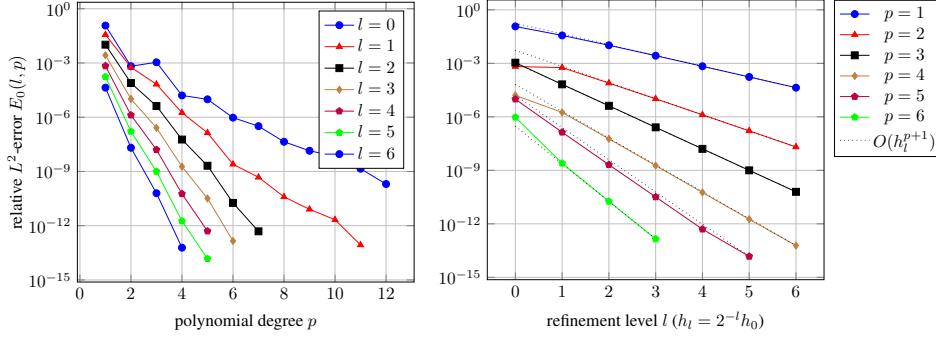 10^0
10^{-3}
10^{-6}
10^{-9}
10^{-12}
10^{-15}
0 2 4 6 8 10 12
polynomial degree p
relative L^2-error E_0(l, p)
l = 0
l = 1
l = 2
l = 3
l = 4
l = 5
l = 6
10^0
10^{-3}
10^{-6}
10^{-9}
10^{-12}
10^{-15}
0 1 2 3 4 5 6
refinement level l (h_l = 2^{-l}h_0)
p = 1
p = 2
p = 3
p = 4
p = 5
p = 6
O(h_l^{p+1})